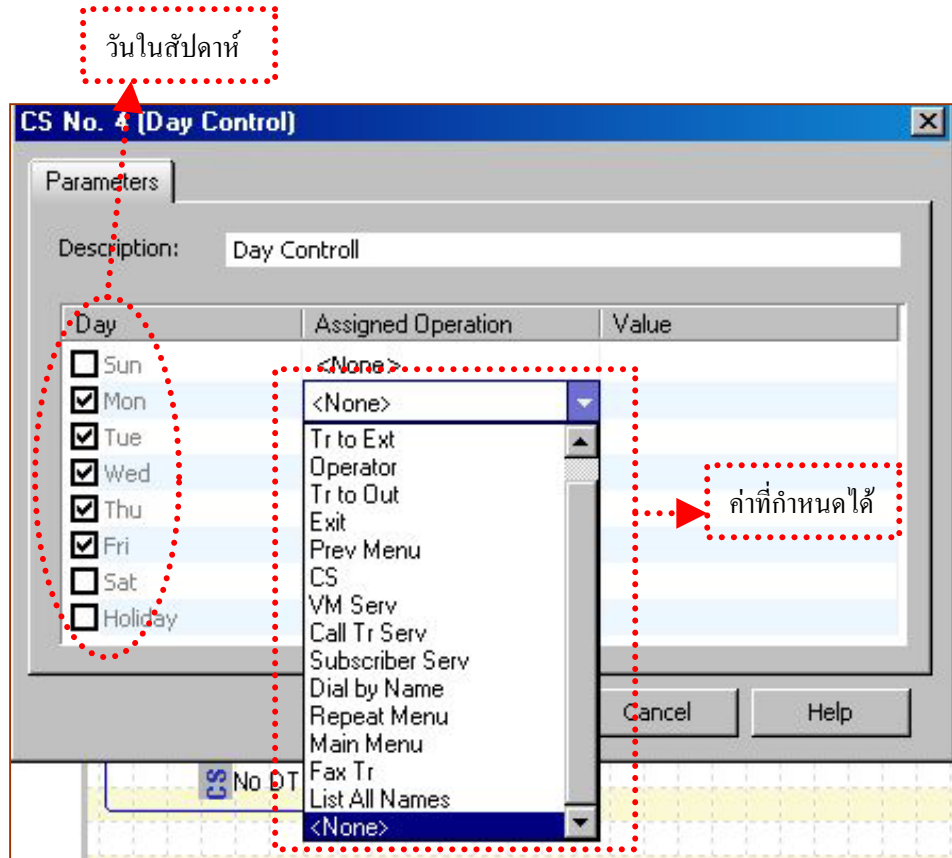 วันในสัปดาห์
CS No. 4 (Day Control)
Parameters
Description: Day Controll
Day Assigned Operation Value
Sun <None>
Mon <None>
Tue
Wed
Thu
Fri
Sat
Holiday
Tr to Ext
Operator
Tr to Out
Exit
Prev Menu
CS
VM Serv
Call Tr Serv
Subscriber Serv
Dial by Name
Repeat Menu
Main Menu
Fax Tr
List All Names
<None>
ค่าที่กำหนดได้
Cancel Help
CS No DT